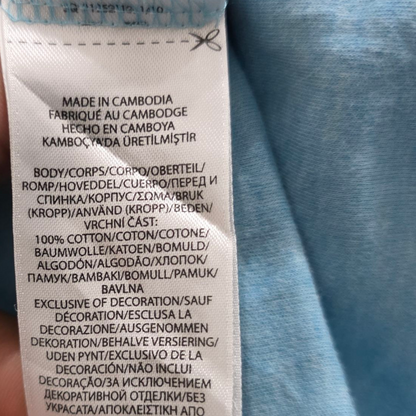 MADE IN CAMBODIA
FABRIQUÉ AU CAMBODGE
HECHO EN CAMBOYA
KAMBOÇYA'DA ÜRETİLMİŞTİR
BODY/CORPS/CORPO/OBERTEIL/
ROMP/HOVEDDEL/CUERPO/ПЕРЕД И
СПИНКА/КОРПУС/ΣΩΜΑ/BRUK
(KROPP)/ANVÄND (KROPP)/BEDEN/
VRCHNÍ ČÁST:
100% COTTON/COTON/COTONE/
BAUMWOLLE/KATOEN/BOMULD/
ALGODÓN/ALGODÃO/ХЛОПОК/
ПАМУК/ΒΑΜΒΑΚΙ/BOMULL/PAMUK/
BAVLNA
EXCLUSIVE OF DECORATION/SAUF
DÉCORATION/ESCLUSA LA
DECORAZIONE/AUSGENOMMEN
DEKORATION/BEHALVE VERSIERING/
UDEN PYNT/EXCLUSIVO DE LA
DECORACIÓN/NÃO INCLUI
DECORAÇÃO/ЗА ИСКЛЮЧЕНИЕМ
ДЕКОРАТИВНОЙ ОТДЕЛКИ/БЕЗ
УКРАСА/ΑΠΟΚΛΕΙΣΤΙΚΗ ΑΠΟ